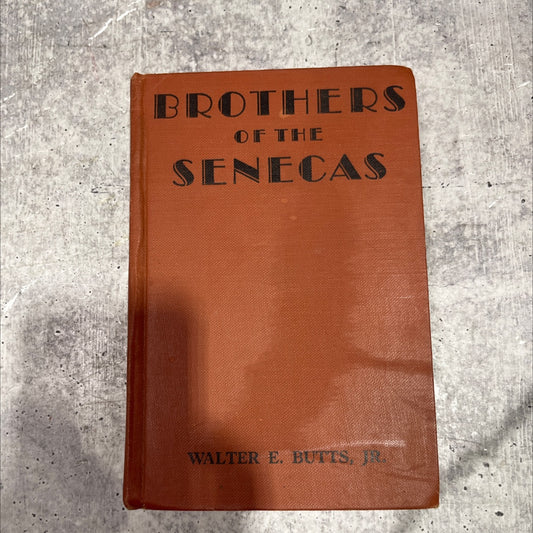 BROTHERS
OF THE
SENECAS
WALTER E. BUTTS, JR.